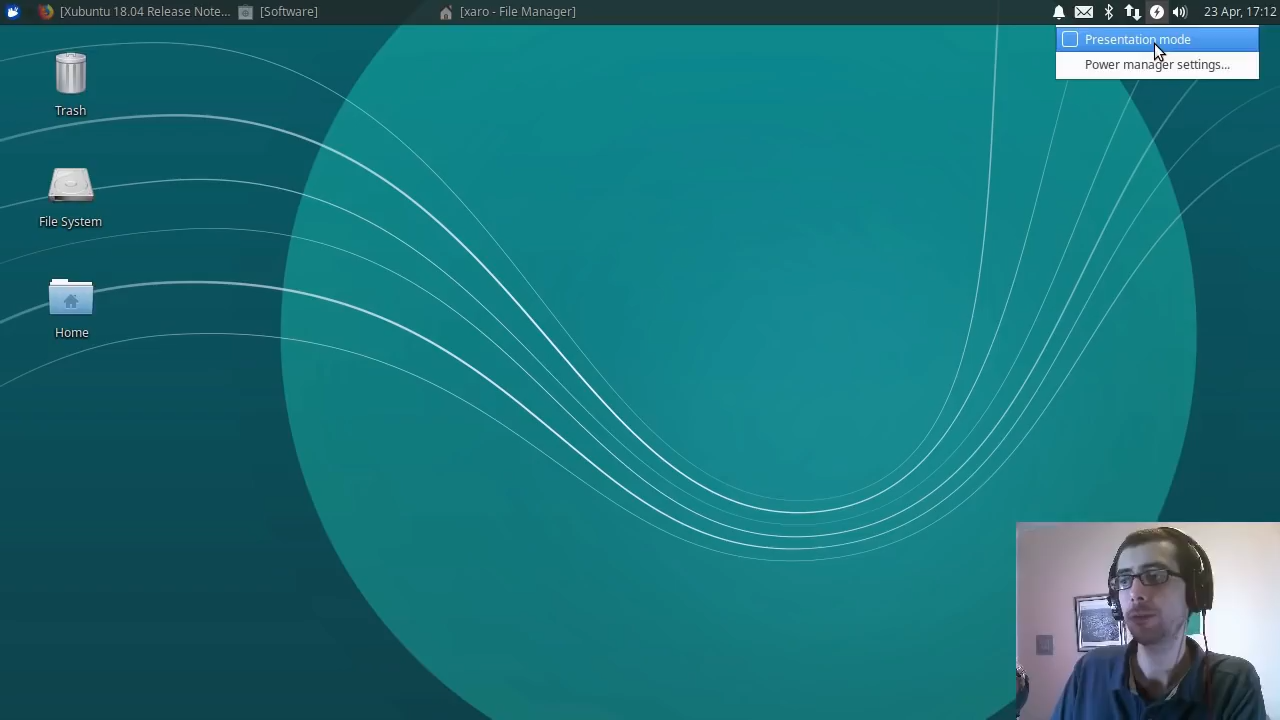 [Xubuntu 18.04 Release Note...
[Software]
[xaro - File Manager]
23 Apr, 17:12
Presentation mode
Power manager settings...
Trash
File System
Home